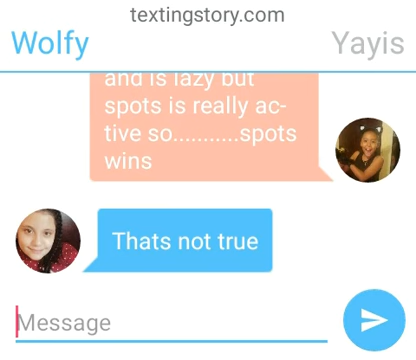 textingstory.com
Wolfy
Yayis
and is lazy but
spots is really ac-
tive so...........spots
wins
Thats not true
Message